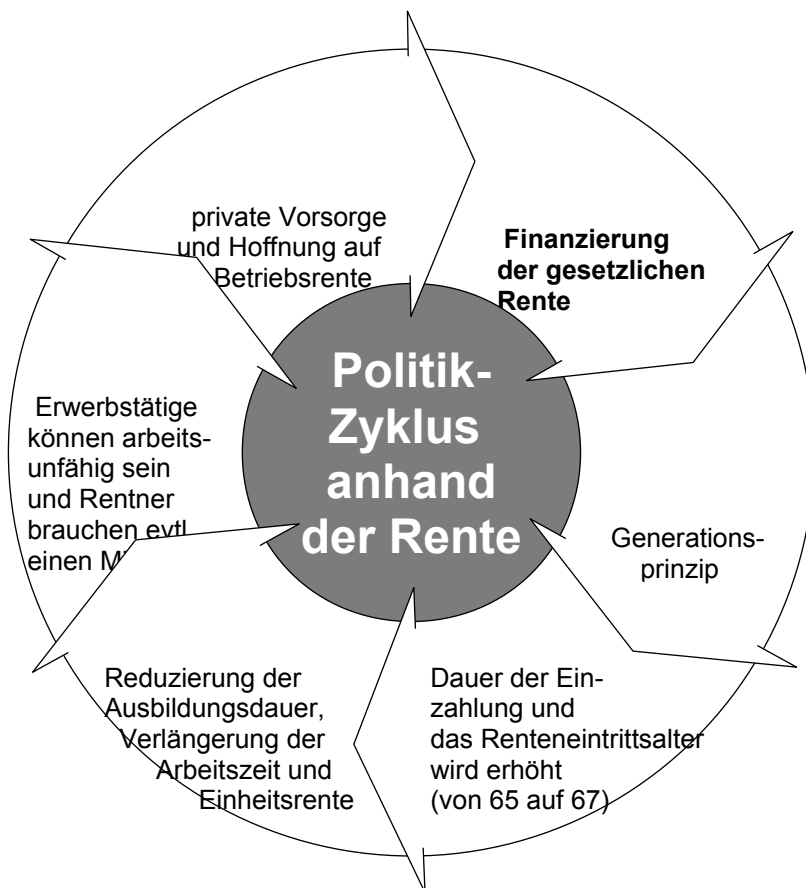 Politik-
Zyklus
anhand
der Rente
Finanzierung
der gesetzlichen
Rente
Generations-
prinzip
Dauer der Ein-
zahlung und
das Renteneintrittsalter
wird erhöht
(von 65 auf 67)
Reduzierung der
Ausbildungsdauer,
Verlängerung der
Arbeitszeit und
Einheitsrente
Erwerbstätige
können arbeits-
unfähig sein
und Rentner
brauchen evtl.
einen
private Vorsorge
und Hoffnung auf
Betriebsrente